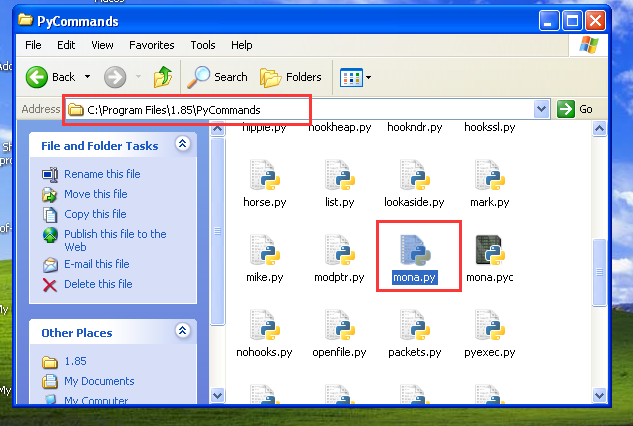 PyCommands
File Edit View Favorites Tools Help
Back Search Folders
Address C:\Program Files\1.85\PyCommands Go
File and Folder Tasks
Rename this file
Move this file
Copy this file
Publish this file to the
Web
E-mail this file
Delete this file
Other Places
1.85
My Documents
My Computer
hippie.py hookheap.py hookndr.py hookssl.py
horse.py list.py lookaside.py mark.py
mike.py modptr.py mona.py mona.pyc
nohooks.py openfile.py packets.py pyexec.py